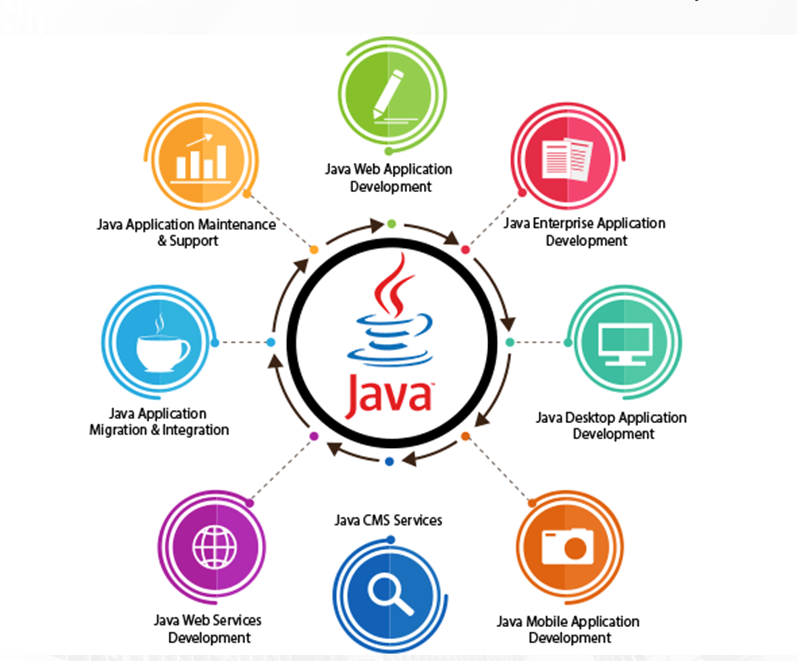 Java Web Application
Development
Java Enterprise Application
Development
Java Desktop Application
Development
Java Mobile Application
Development
Java CMS Services
Java Web Services
Development
Java Application
Migration & Integration
Java Application Maintenance
& Support
Java™